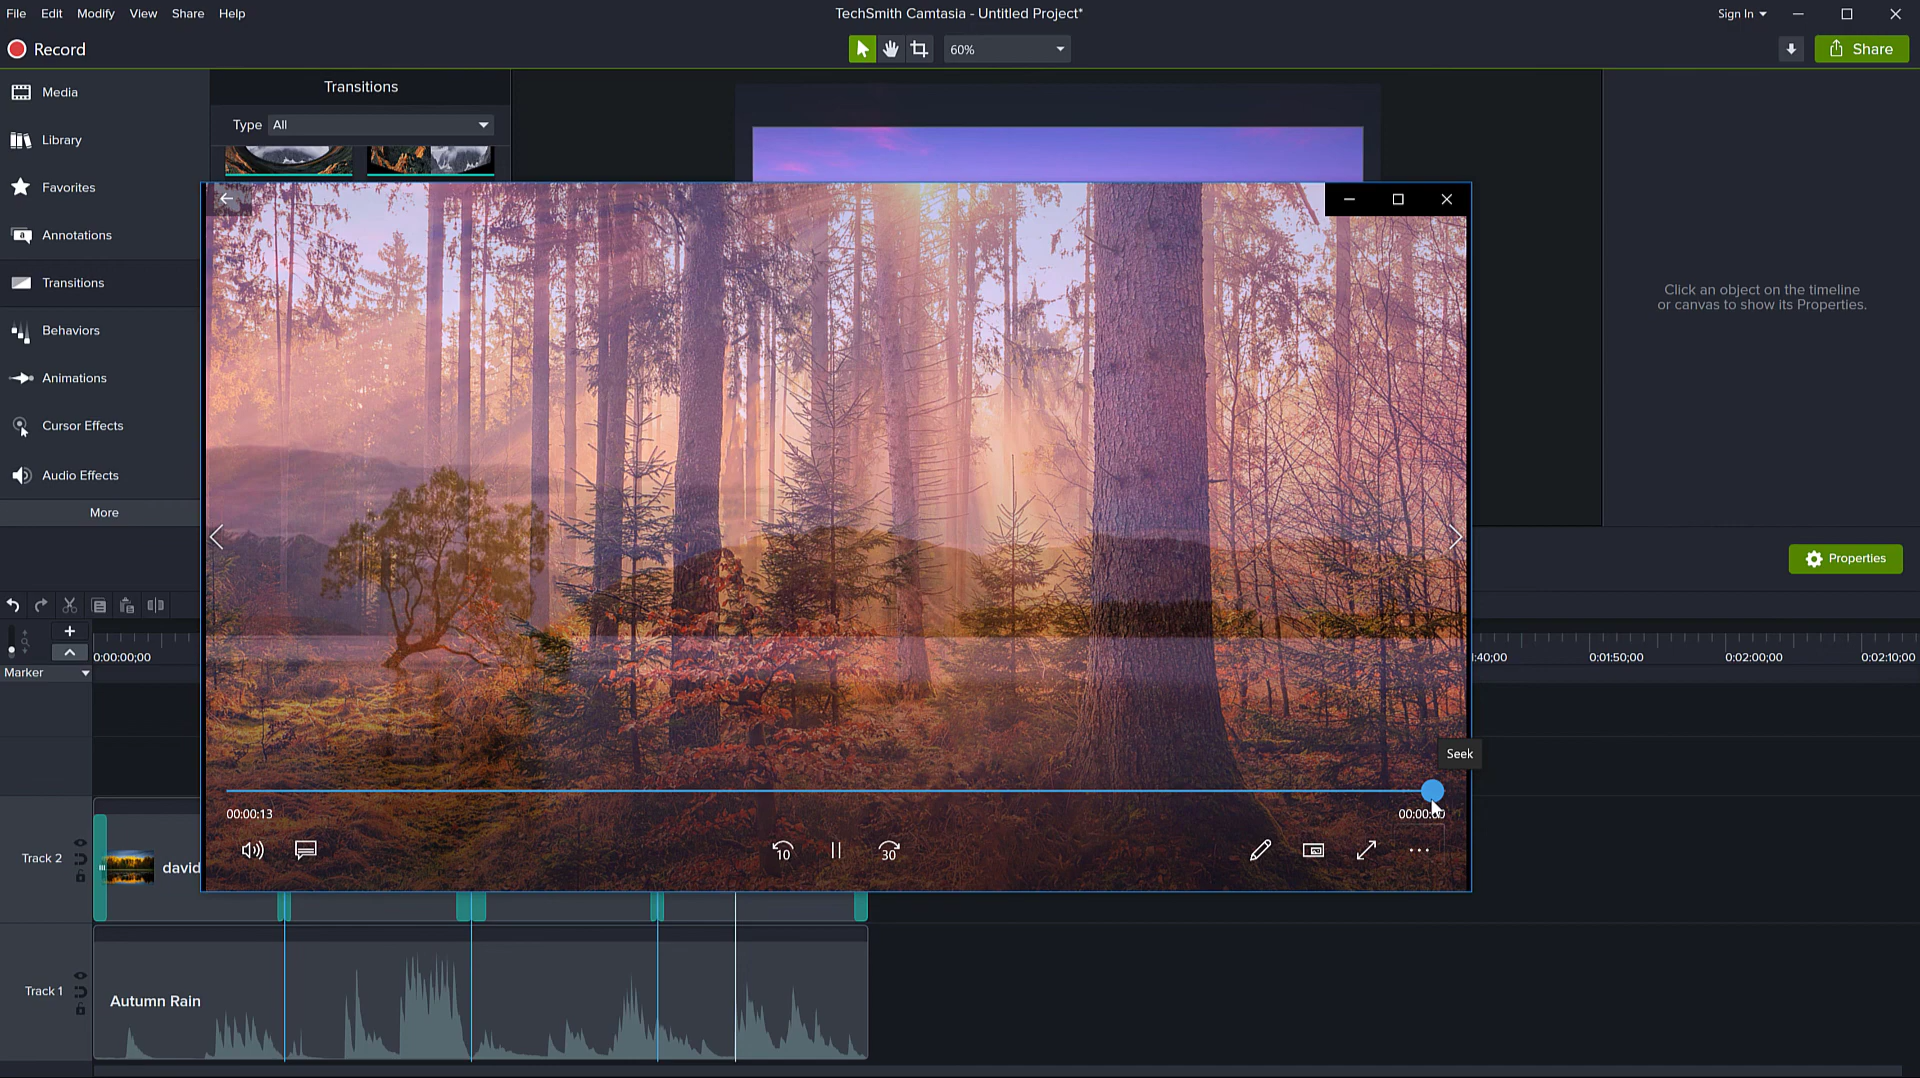 File Edit Modify View Share Help
TechSmith Camtasia - Untitled Project*
Sign In
Record
60%
Share
Media
Transitions
Type All
Library
Favorites
Annotations
Transitions
Behaviors
Animations
Cursor Effects
Audio Effects
More
Click an object on the timeline
or canvas to show its Properties.
Properties
0:00:00;00
1:40;00 0:01:50;00 0:02:00;00 0:02:10;00
Marker
Seek
00:00:13
00:00:00
10
30
Track 2
david
Track 1
Autumn Rain